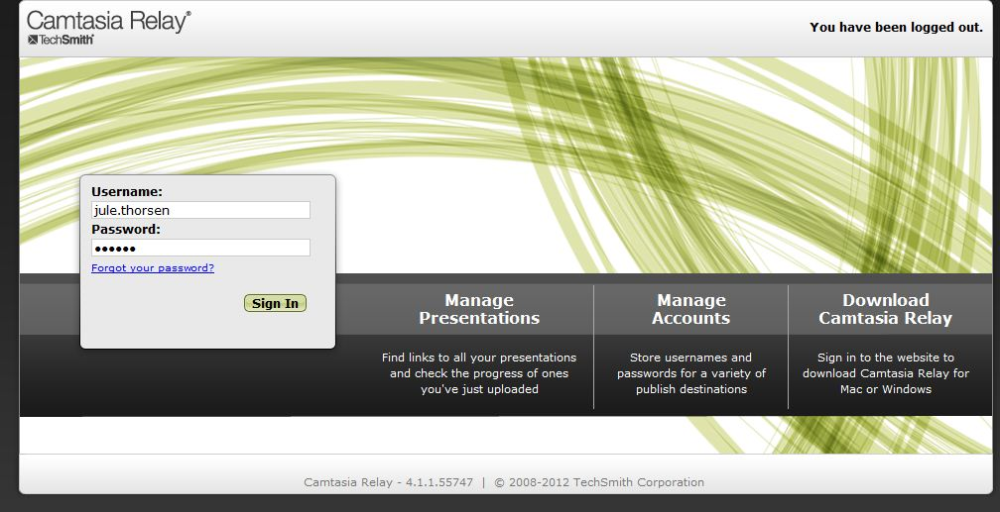 Camtasia Relay®
TechSmith®
You have been logged out.
Username:
jule.thorsen
Password:
••••••
Forgot your password?
Sign In
Manage
Presentations
Find links to all your presentations
and check the progress of ones
you've just uploaded
Manage
Accounts
Store usernames and
passwords for a variety of
publish destinations
Download
Camtasia Relay
Sign in to the website to
download Camtasia Relay for
Mac or Windows
Camtasia Relay - 4.1.1.55747 | © 2008-2012 TechSmith Corporation